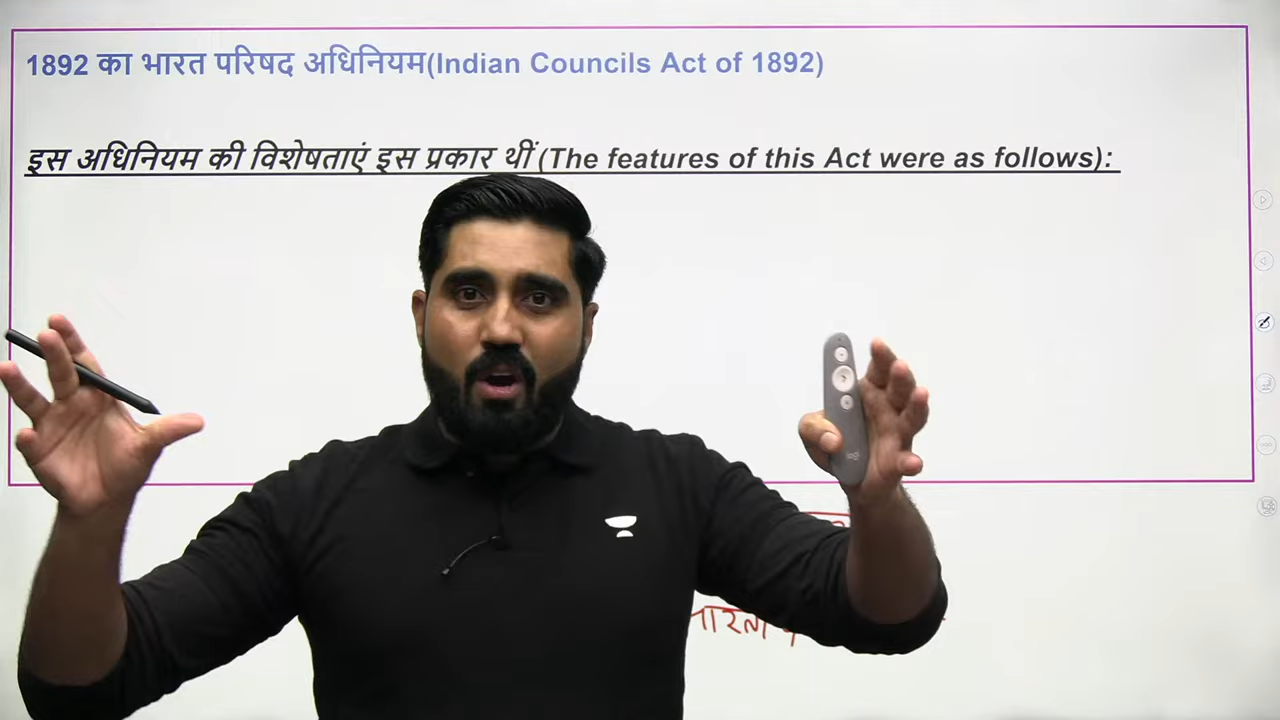 1892 का भारत परिषद अधिनियम(Indian Councils Act of 1892)
इस अधिनियम की विशेषताएं इस प्रकार थीं (The features of this Act were as follows):
logi